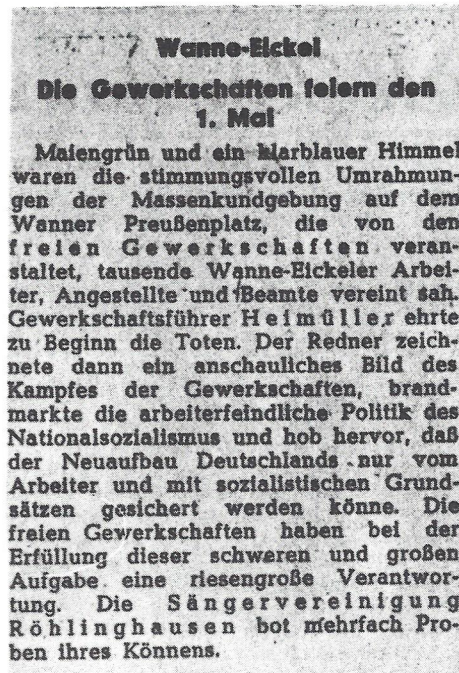 Wanne-Eickel
Die Gewerkschaften feiern den
1. Mai
Maiengrün und ein klarblauer Himmel
waren die stimmungsvollen Umrahmun-
gen der Massenkundgebung auf dem
Wanner Preußenplatz, die von den
freien Gewerkschaften veran-
staltet, tausende Wanne-Eickeler Arbei-
ter, Angestellte und Beamte vereint sah.
Gewerkschaftsführer Heimüller ehrte
zu Beginn die Toten. Der Redner zeich-
nete dann ein anschauliches Bild des
Kampfes der Gewerkschaften, brand-
markte die arbeiterfeindliche Politik des
Nationalsozialismus und hob hervor, daß
der Neuaufbau Deutschlands nur vom
Arbeiter und mit sozialistischen Grund-
sätzen gesichert werden könne. Die
freien Gewerkschaften haben bei der
Erfüllung dieser schweren und großen
Aufgabe eine riesengroße Verantwor-
tung. Die Sängervereinigung
Röhlinghausen bot mehrfach Pro-
ben ihres Könnens.